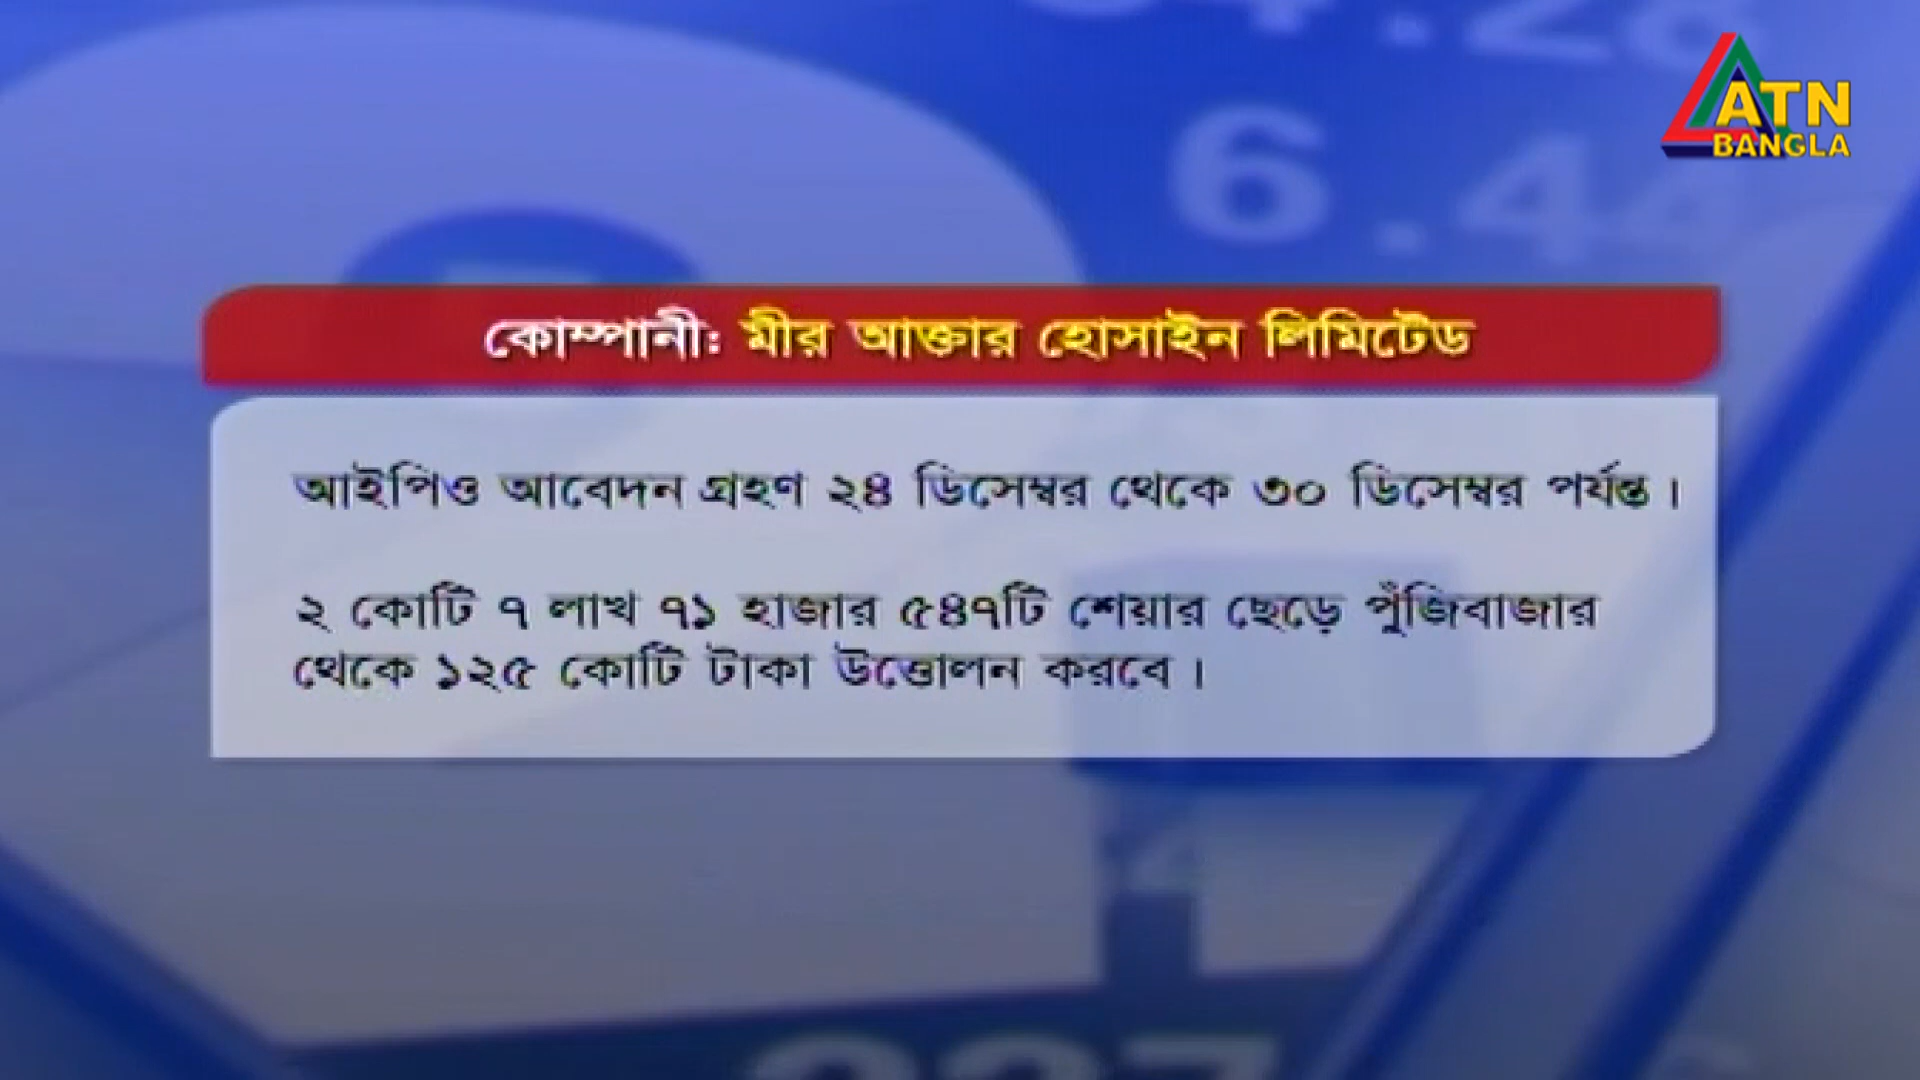 ATN
BANGLA
কোম্পানী: মীর আক্তার হোসাইন লিমিটেড
আইপিও আবেদন গ্রহণ ২৪ ডিসেম্বর থেকে ৩০ ডিসেম্বর পর্যন্ত।
২ কোটি ৭ লাখ ৭১ হাজার ৫৪৭টি শেয়ার ছেড়ে পুঁজিবাজার
থেকে ১২৫ কোটি টাকা উত্তোলন করবে।